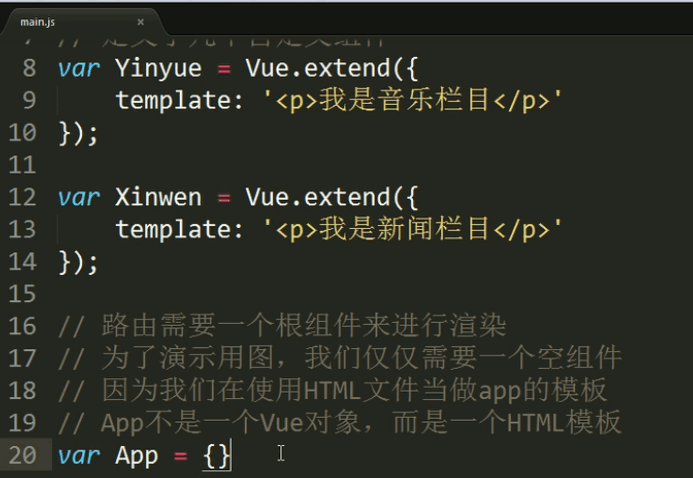 main.js ×
8 var Yinyue = Vue.extend({
9 template: '<p>我是音乐栏目</p>'
10 });
11
12 var Xinwen = Vue.extend({
13 template: '<p>我是新闻栏目</p>'
14 });
15
16 // 路由需要一个根组件来进行渲染
17 // 为了演示用图，我们仅仅需要一个空组件
18 // 因为我们在使用HTML文件当做app的模板
19 // App不是一个Vue对象，而是一个HTML模板
20 var App = {}